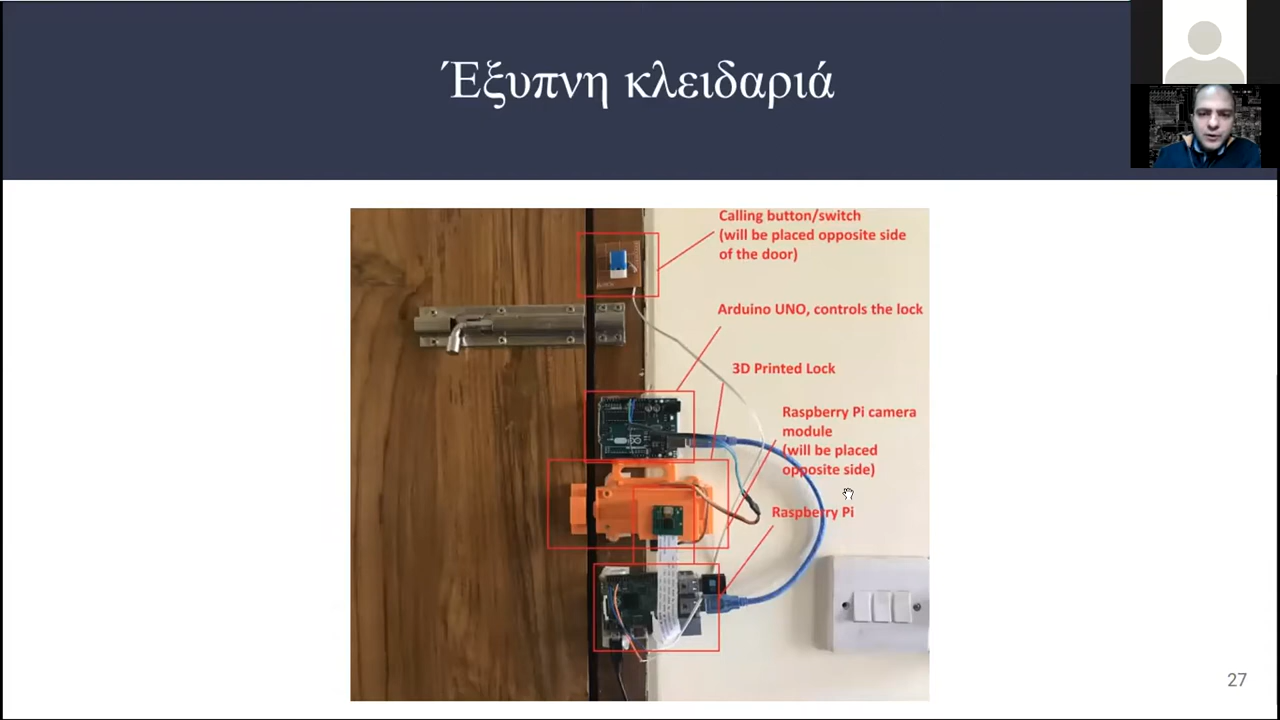 Έξυπνη κλειδαριά
Calling button/switch
(will be placed opposite side
of the door)
Arduino UNO, controls the lock
3D Printed Lock
Raspberry Pi camera
module
(will be placed
opposite side)
Raspberry Pi
27